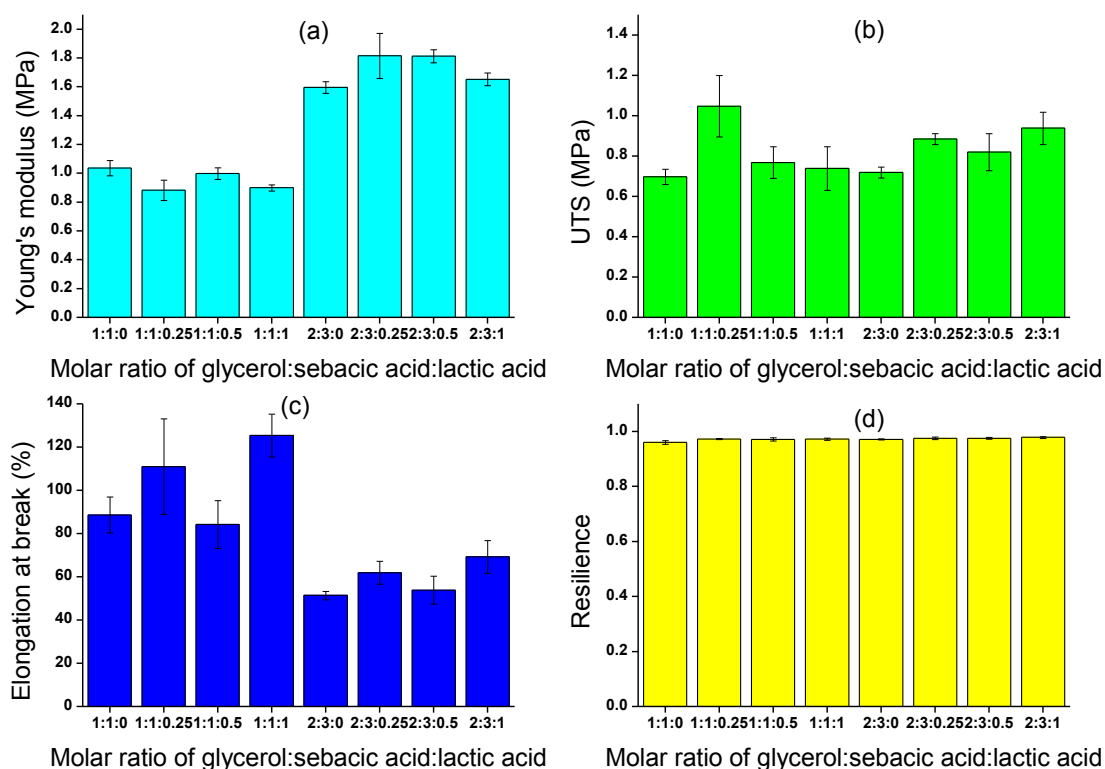 (a)
Young's modulus (MPa)
2.0
1.8
1.6
1.4
1.2
1.0
0.8
0.6
0.4
0.2
0.0
1:1:0 1:1:0.25 1:1:0.5 1:1:1 2:3:0 2:3:0.25 2:3:0.5 2:3:1
Molar ratio of glycerol:sebacic acid:lactic acid
(b)
UTS (MPa)
1.4
1.2
1.0
0.8
0.6
0.4
0.2
0.0
1:1:0 1:1:0.25 1:1:0.5 1:1:1 2:3:0 2:3:0.25 2:3:0.5 2:3:1
Molar ratio of glycerol:sebacic acid:lactic acid
(c)
Elongation at break (%)
140
120
100
80
60
40
20
0
1:1:0 1:1:0.25 1:1:0.5 1:1:1 2:3:0 2:3:0.25 2:3:0.5 2:3:1
Molar ratio of glycerol:sebacic acid:lactic acid
(d)
Resilience
1.0
0.8
0.6
0.4
0.2
0.0
1:1:0 1:1:0.25 1:1:0.5 1:1:1 2:3:0 2:3:0.25 2:3:0.5 2:3:1
Molar ratio of glycerol:sebacic acid:lactic acid